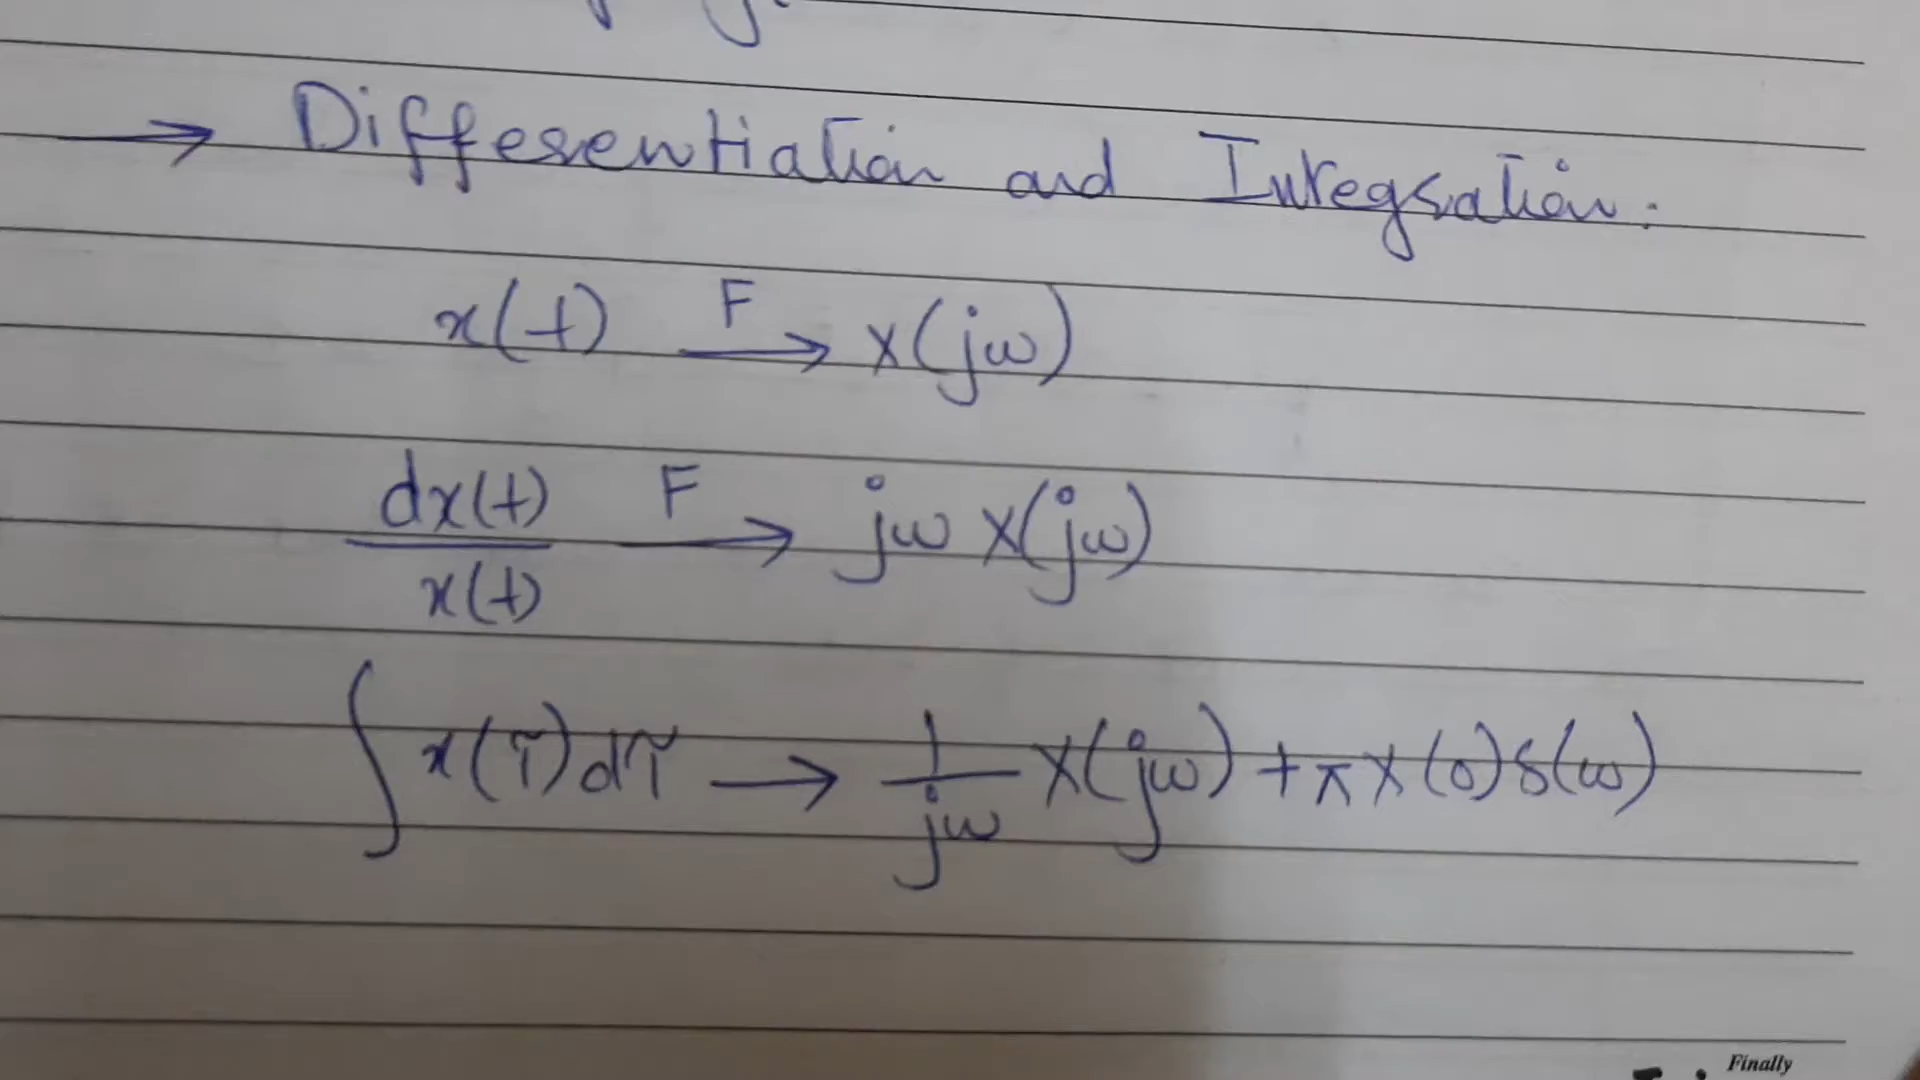 → Differentiation and Integration.
x(t) F→ X(jω)
dx(t)/x(t) F→ jω X(jω)
∫x(τ)dτ → 1/jω X(jω) + πX(0)δ(ω)
Finally